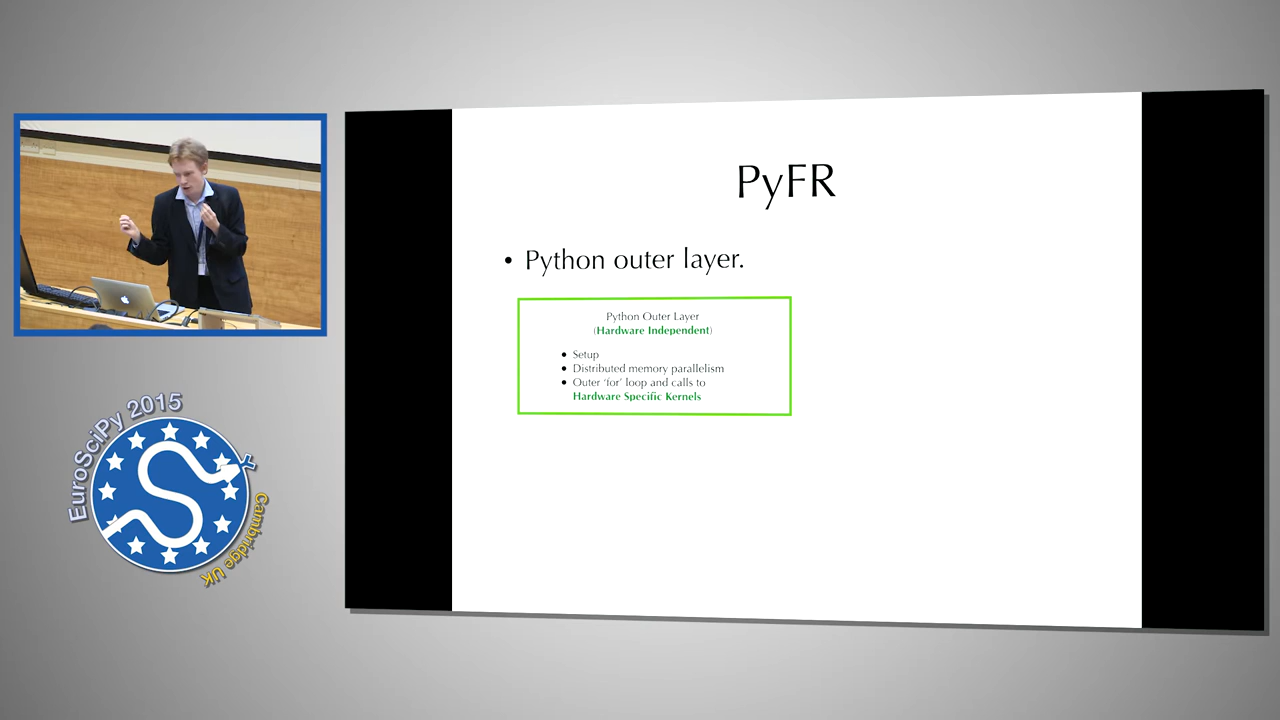 PyFR
• Python outer layer.
Python Outer Layer
(Hardware Independent)
• Setup
• Distributed memory parallelism
• Outer ‘for’ loop and calls to
Hardware Specific Kernels
EuroSciPy 2015
Cambridge UK